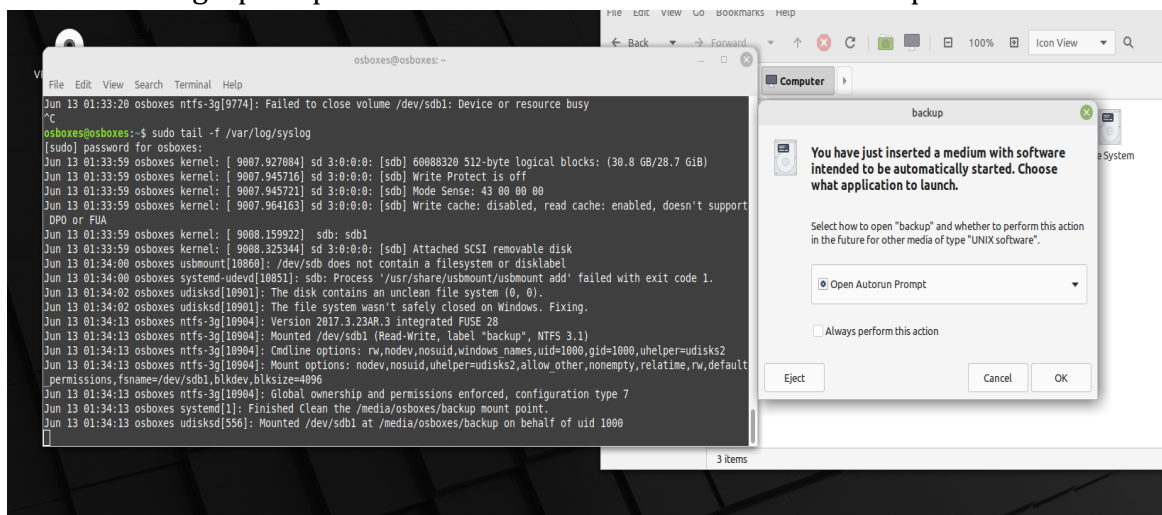 osboxes@osboxes: ~
File Edit View Search Terminal Help
Jun 13 01:33:20 osboxes ntfs-3g[9774]: Failed to close volume /dev/sdb1: Device or resource busy
^C
osboxes@osboxes:~$ sudo tail -f /var/log/syslog
[sudo] password for osboxes:
Jun 13 01:33:59 osboxes kernel: [ 9007.927084] sd 3:0:0:0: [sdb] 60088320 512-byte logical blocks: (30.8 GB/28.7 GiB)
Jun 13 01:33:59 osboxes kernel: [ 9007.945716] sd 3:0:0:0: [sdb] Write Protect is off
Jun 13 01:33:59 osboxes kernel: [ 9007.945721] sd 3:0:0:0: [sdb] Mode Sense: 43 00 00 00
Jun 13 01:33:59 osboxes kernel: [ 9007.964163] sd 3:0:0:0: [sdb] Write cache: disabled, read cache: enabled, doesn't support
DPO or FUA
Jun 13 01:33:59 osboxes kernel: [ 9008.159922]  sdb: sdb1
Jun 13 01:33:59 osboxes kernel: [ 9008.325344] sd 3:0:0:0: [sdb] Attached SCSI removable disk
Jun 13 01:34:00 osboxes usbmount[10860]: /dev/sdb does not contain a filesystem or disklabel
Jun 13 01:34:00 osboxes systemd-udevd[10851]: sdb: Process '/usr/share/usbmount/usbmount add' failed with exit code 1.
Jun 13 01:34:02 osboxes udisksd[10901]: The disk contains an unclean file system (0, 0).
Jun 13 01:34:02 osboxes udisksd[10901]: The file system wasn't safely closed on Windows. Fixing.
Jun 13 01:34:13 osboxes ntfs-3g[10904]: Version 2017.3.23AR.3 integrated FUSE 28
Jun 13 01:34:13 osboxes ntfs-3g[10904]: Mounted /dev/sdb1 (Read-Write, label "backup", NTFS 3.1)
Jun 13 01:34:13 osboxes ntfs-3g[10904]: Cmdline options: rw,nodev,nosuid,windows_names,uid=1000,gid=1000,uhelper=udisks2
Jun 13 01:34:13 osboxes ntfs-3g[10904]: Mount options: nodev,nosuid,uhelper=udisks2,allow_other,nonempty,relatime,rw,default
_permissions,fsname=/dev/sdb1,blkdev,blksize=4096
Jun 13 01:34:13 osboxes ntfs-3g[10904]: Global ownership and permissions enforced, configuration type 7
Jun 13 01:34:13 osboxes systemd[1]: Finished Clean the /media/osboxes/backup mount point.
Jun 13 01:34:13 osboxes udisksd[556]: Mounted /dev/sdb1 at /media/osboxes/backup on behalf of uid 1000
File Edit View Go Bookmarks Help
Back Forward 100% Icon View
Computer
e System
backup
You have just inserted a medium with software
intended to be automatically started. Choose
what application to launch.
Select how to open "backup" and whether to perform this action
in the future for other media of type "UNIX software".
Open Autorun Prompt
Always perform this action
Eject Cancel OK
3 items